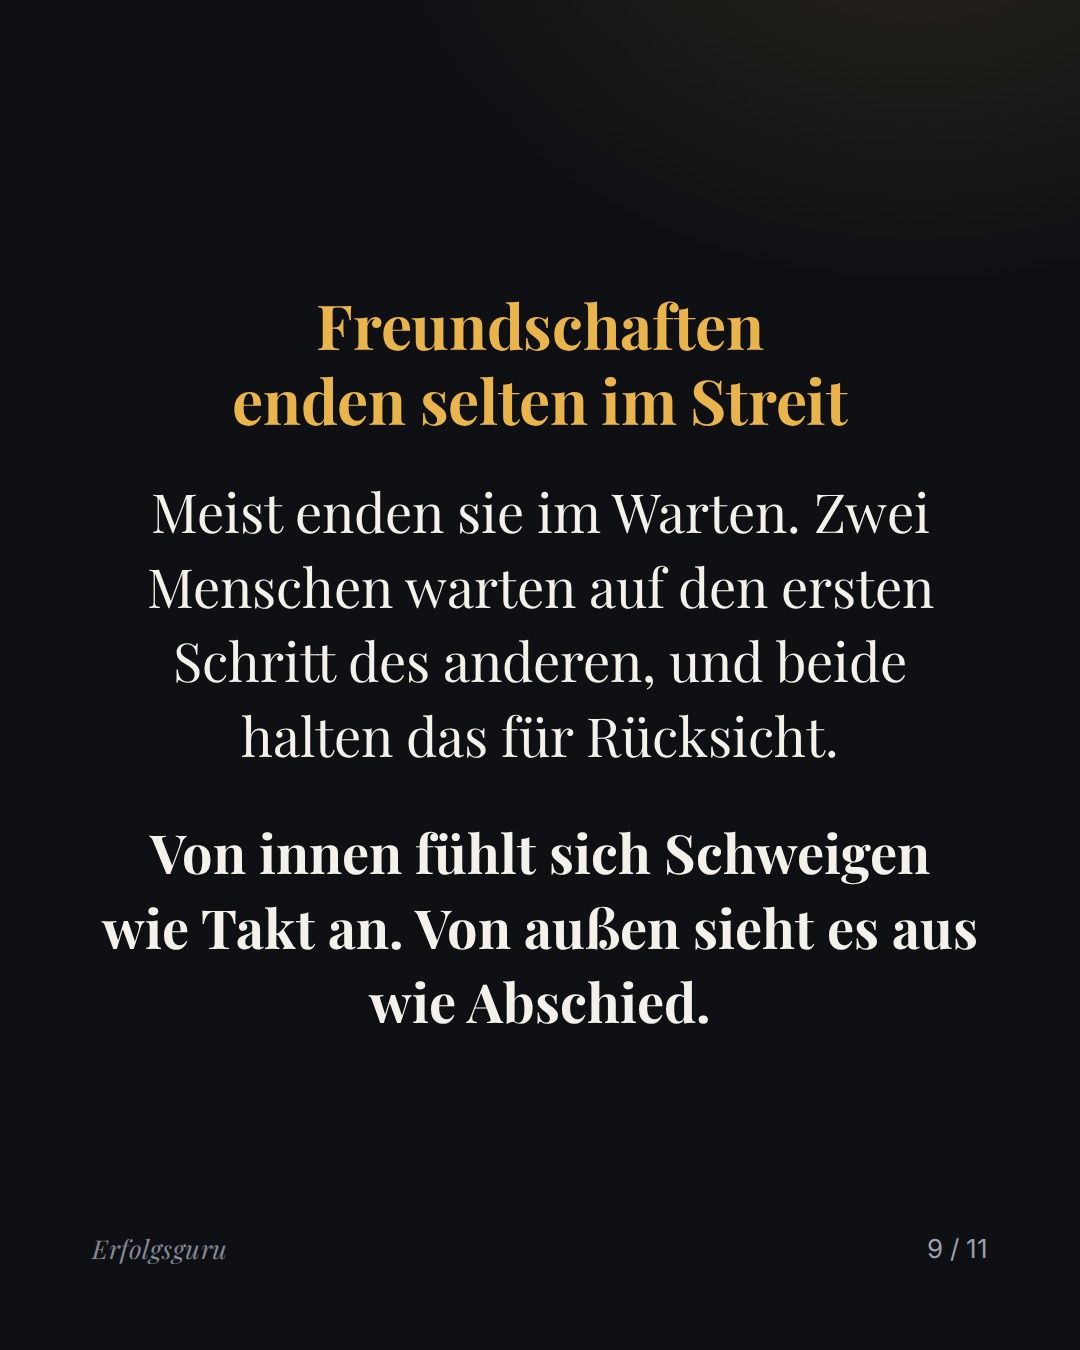 Freundschaften
enden selten im Streit
Meist enden sie im Warten. Zwei
Menschen warten auf den ersten
Schritt des anderen, und beide
halten das für Rücksicht.
Von innen fühlt sich Schweigen
wie Takt an. Von außen sieht es aus
wie Abschied.
Erfolgsguru
9 / 11